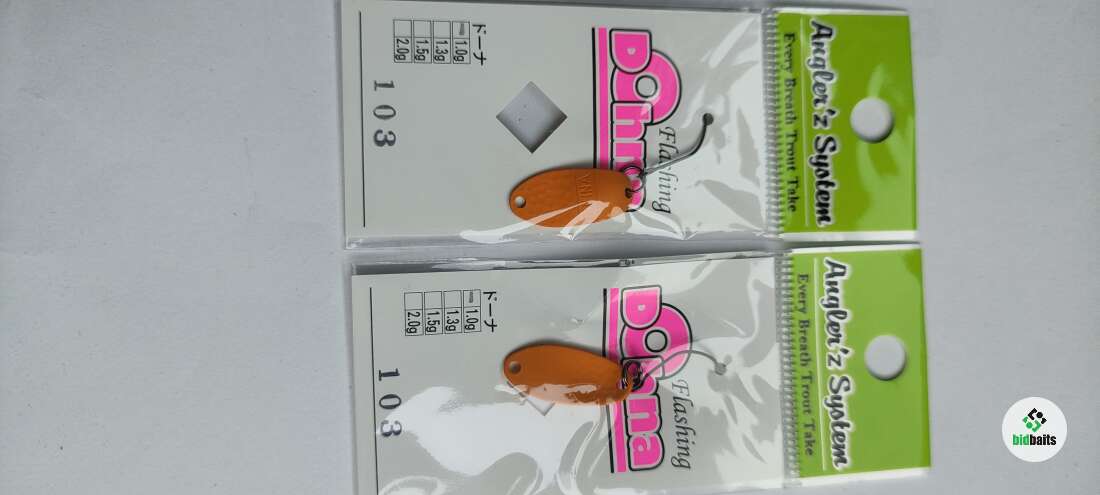 Angler'z System
Every Breath Trout Take
Dohna
Flashing
ドーナ
1.0g
1.3g
1.5g
2.0g
103
Angler'z System
Every Breath Trout Take
Dohna
Flashing
ドーナ
1.0g
1.3g
1.5g
2.0g
103
bidbaits